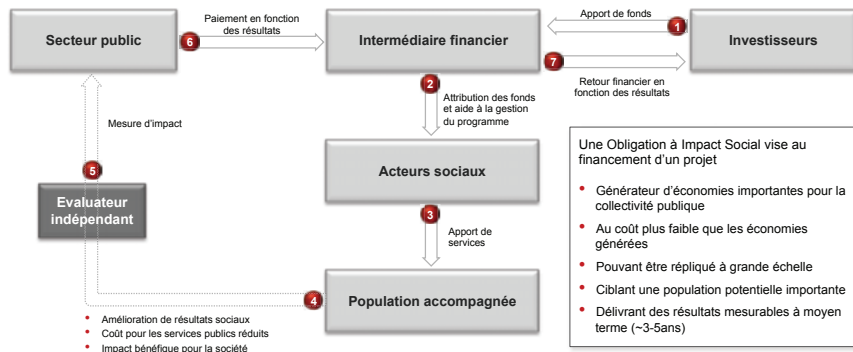 Secteur public
6
Paiement en fonction
des résultats
Intermédiaire financier
Apport de fonds
1
Investisseurs
7
Retour financier en
fonction des résultats
2
Attribution des fonds
et aide à la gestion
du programme
Mesure d'impact
5
Evaluateur
indépendant
Acteurs sociaux
3
Apport de
services
4
Population accompagnée
• Amélioration de résultats sociaux
• Coût pour les services publics réduits
• Impact bénéfique pour la société
Une Obligation à Impact Social vise au
financement d'un projet
• Générateur d'économies importantes pour la
collectivité publique
• Au coût plus faible que les économies
générées
• Pouvant être répliqué à grande échelle
• Ciblant une population potentielle importante
• Délivrant des résultats mesurables à moyen
terme (~3-5ans)